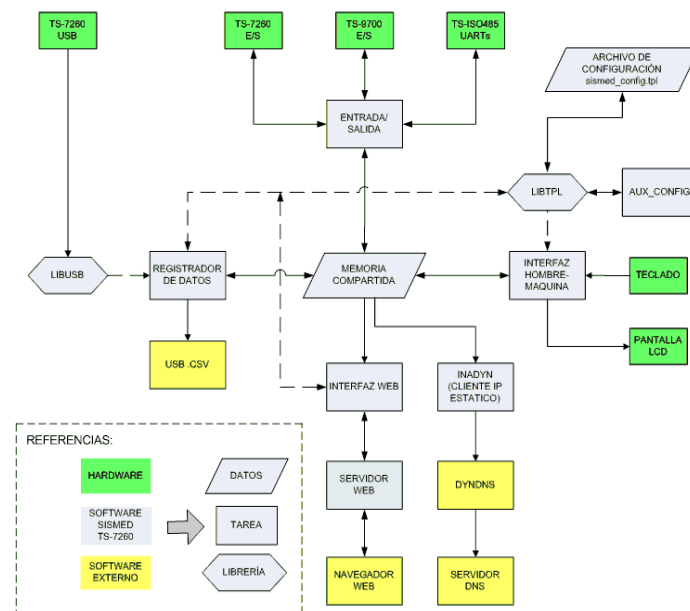 TS-7260
USB
TS-7260
E/S
TS-9700
E/S
TS-ISO485
UARTs
ARCHIVO DE
CONFIGURACIÓN
sismed_config.tpl
ENTRADA/
SALIDA
LIBTPL
AUX_CONFIG
LIBUSB
REGISTRADOR
DE DATOS
MEMORIA
COMPARTIDA
INTERFAZ
HOMBRE-
MAQUINA
TECLADO
PANTALLA
LCD
USB .CSV
INTERFAZ WEB
INADYN
(CLIENTE IP
ESTATICO)
REFERENCIAS:
HARDWARE
DATOS
SOFTWARE
SISMED
TS-7260
TAREA
SOFTWARE
EXTERNO
LIBRERÍA
SERVIDOR
WEB
DYNDNS
NAVEGADOR
WEB
SERVIDOR
DNS